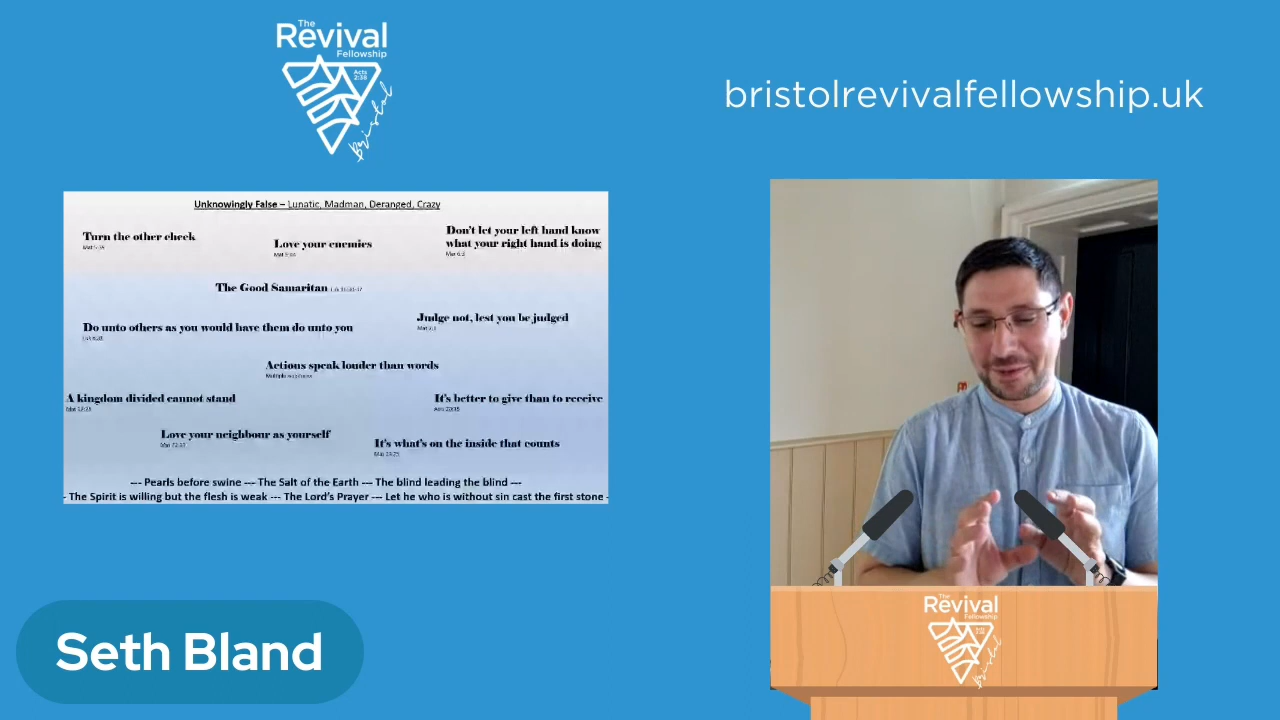 The
Revival
Fellowship
Acts
2:38
bristol
bristolrevivalfellowship.uk
Unknowingly False – Lunatic, Madman, Deranged, Crazy
Turn the other cheek
Love your enemies
Don't let your left hand know
what your right hand is doing
The Good Samaritan
Do unto others as you would have them do unto you
Judge not, lest you be judged
Actions speak louder than words
A kingdom divided cannot stand
It's better to give than to receive
Love your neighbour as yourself
It's what's on the inside that counts
--- Pearls before swine --- The Salt of the Earth --- The blind leading the blind ---
- The Spirit is willing but the flesh is weak --- The Lord's Prayer --- Let he who is without sin cast the first stone -
Seth Bland
The
Revival
Fellowship
bristol